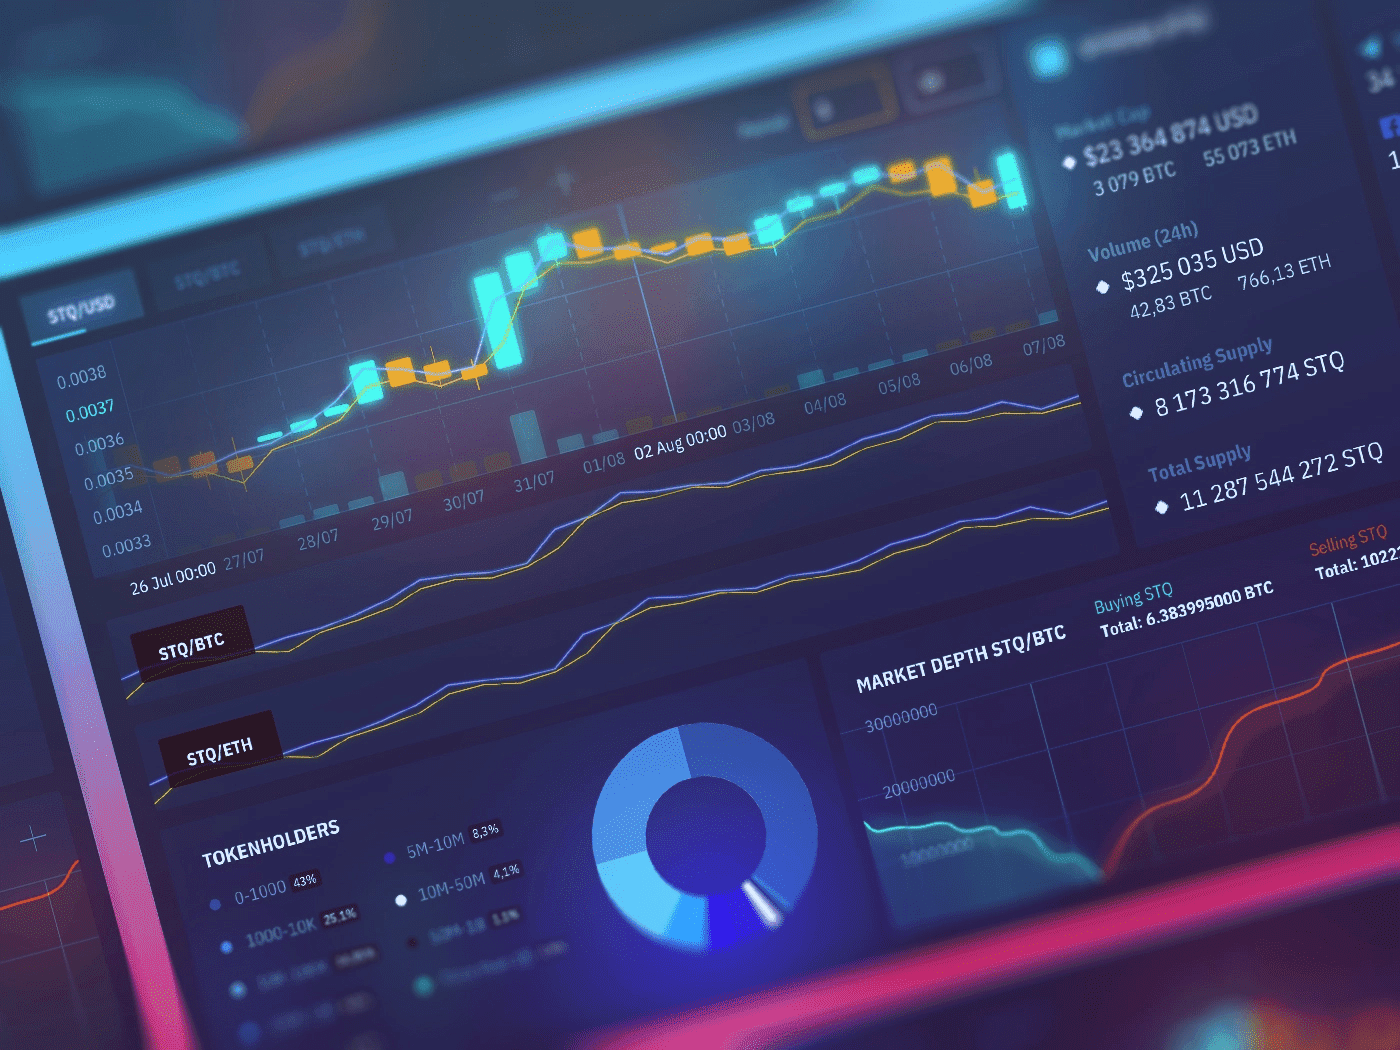 Market Cap
$23 364 874 USD
3 079 BTC
55 073 ETH
Volume (24h)
$325 035 USD
42,83 BTC
766,13 ETH
Circulating Supply
8 173 316 774 STQ
Total Supply
11 287 544 272 STQ
34
1
STQ/USD
STQ/BTC
STQ/ETH
0.0038
0.0037
0.0036
0.0035
0.0034
0.0033
26 Jul 00:00
27/07
28/07
29/07
30/07
31/07
01/08
02 Aug 00:00
03/08
04/08
05/08
06/08
07/08
STQ/BTC
STQ/ETH
TOKENHOLDERS
0-1000 43%
1000-10K 25,1%
5M-10M 8,3%
10M-50M 4,1%
MARKET DEPTH STQ/BTC
Buying STQ
Total: 6.383995000 BTC
Selling STQ
Total: 1022
30000000
20000000
10000000